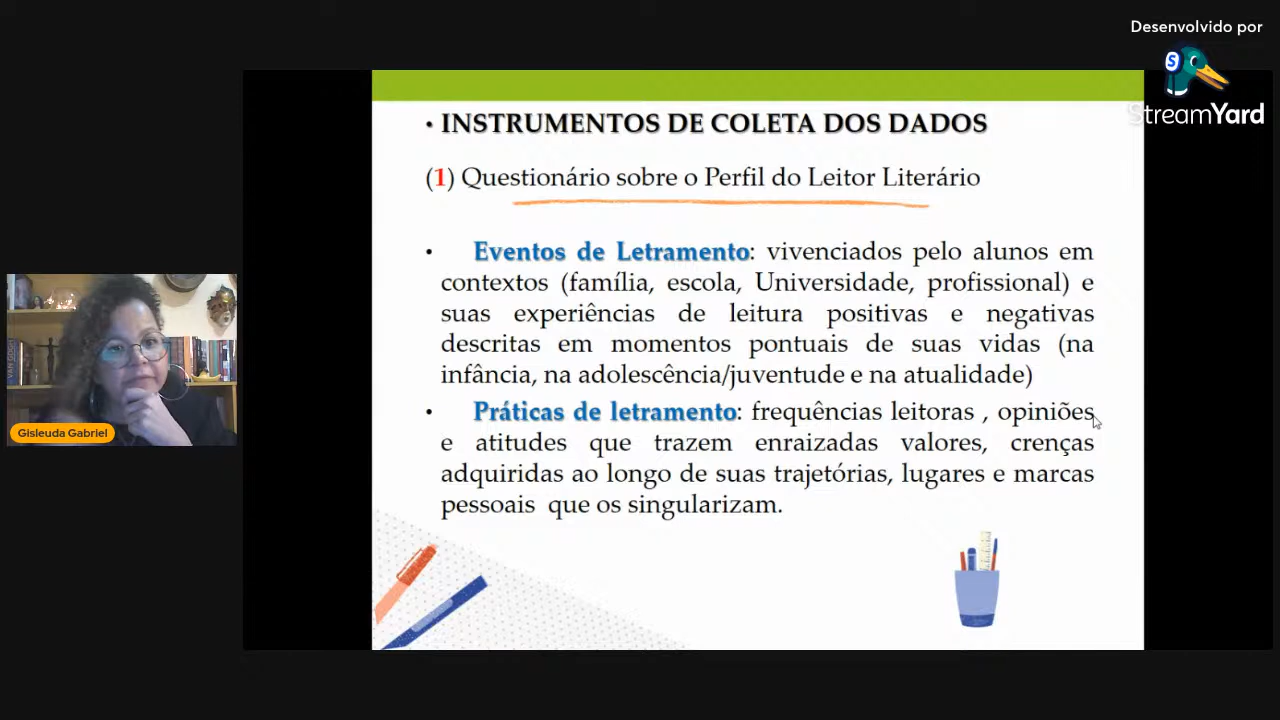 Desenvolvido por
StreamYard
• INSTRUMENTOS DE COLETA DOS DADOS
(1) Questionário sobre o Perfil do Leitor Literário
• Eventos de Letramento: vivenciados pelo alunos em
contextos (família, escola, Universidade, profissional) e
suas experiências de leitura positivas e negativas
descritas em momentos pontuais de suas vidas (na
infância, na adolescência/juventude e na atualidade)
• Práticas de letramento: frequências leitoras , opiniões
e atitudes que trazem enraizadas valores, crenças
adquiridas ao longo de suas trajetórias, lugares e marcas
pessoais que os singularizam.
VAN GOGH
Gisleuda Gabriel